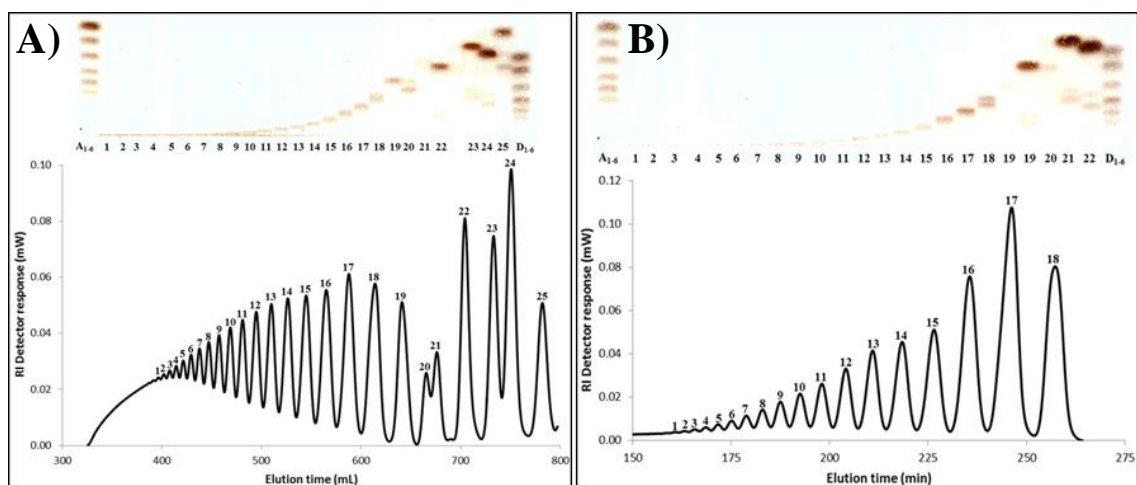 A)
A1-6 1 2 3 4 5 6 7 8 9 10 11 12 13 14 15 16 17 18 19 20 21 22 23 24 25 D1-6
0.10
0.08
0.06
0.04
0.02
0.00
RI Detector response (mW)
1 2 3 4 5 6 7 8 9 10 11 12 13 14 15 16 17 18 19 20 21 22 23 24 25
300 400 500 600 700 800
Elution time (mL)
B)
A1-6 1 2 3 4 5 6 7 8 9 10 11 12 13 14 15 16 17 18 19 19 20 21 22 D1-6
0.12
0.10
0.08
0.06
0.04
0.02
0.00
RI Detector response (mW)
1 2 3 4 5 6 7 8 9 10 11 12 13 14 15 16 17 18
150 175 200 225 250 275
Elution time (min)